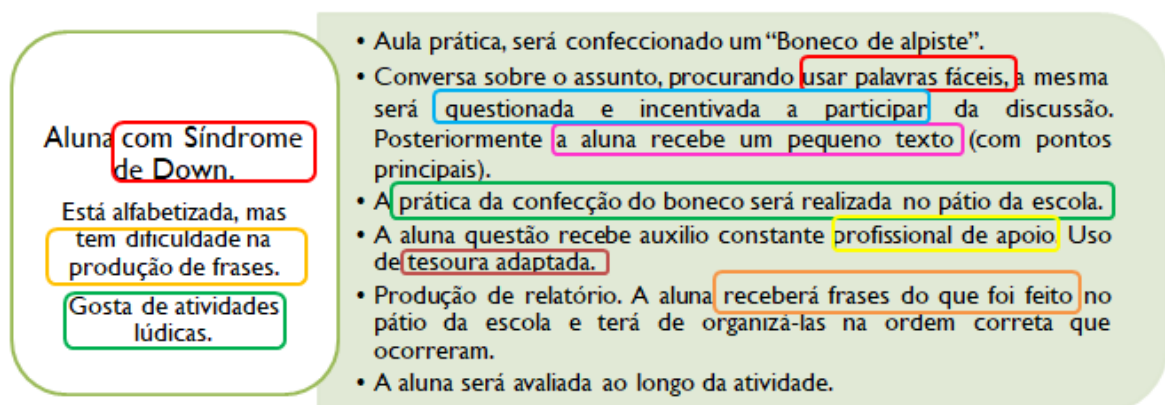 Aluna com Síndrome
de Down.
Está alfabetizada, mas
tem dificuldade na
produção de frases.
Gosta de atividades
lúdicas.
• Aula prática, será confeccionado um “Boneco de alpiste”.
• Conversa sobre o assunto, procurando usar palavras fáceis, a mesma
será questionada e incentivada a participar da discussão.
Posteriormente a aluna recebe um pequeno texto (com pontos
principais).
• A prática da confecção do boneco será realizada no pátio da escola.
• A aluna questão recebe auxilio constante profissional de apoio. Uso
de tesoura adaptada.
• Produção de relatório. A aluna receberá frases do que foi feito no
pátio da escola e terá de organizá-las na ordem correta que
ocorreram.
• A aluna será avaliada ao longo da atividade.